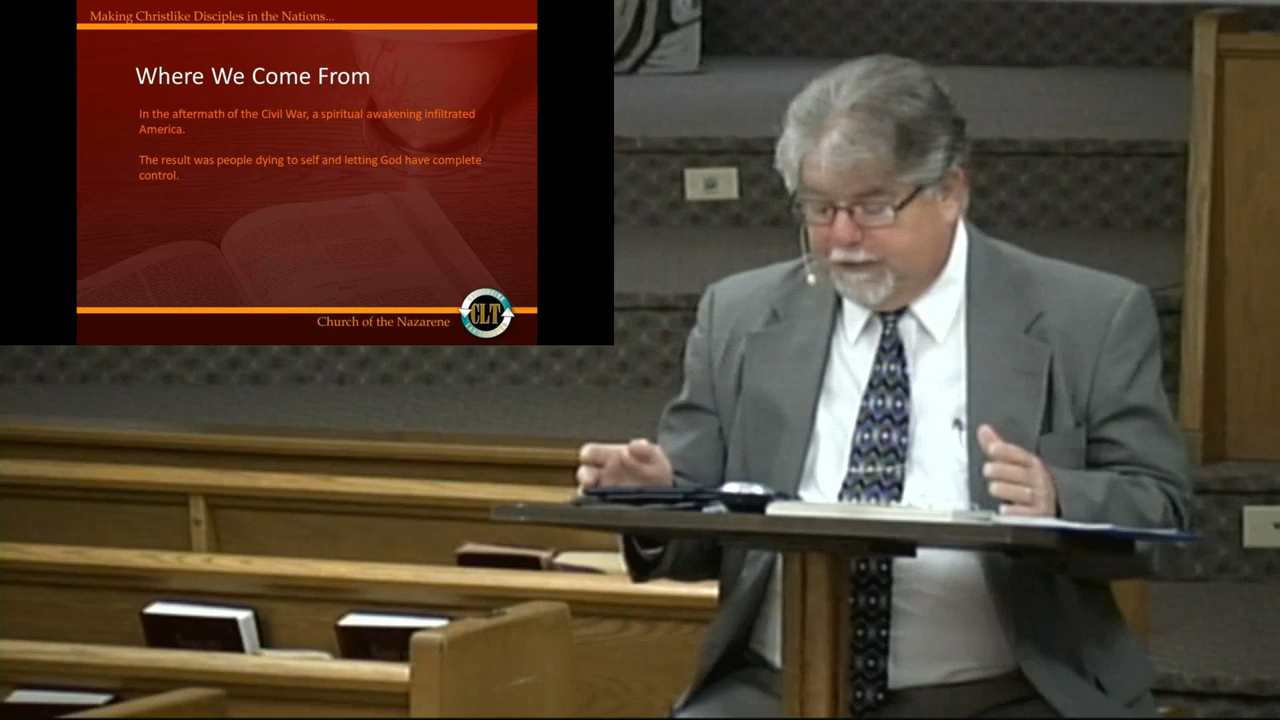 Making Christlike Disciples in the Nations...
Where We Come From
In the aftermath of the Civil War, a spiritual awakening infiltrated
America.
The result was people dying to self and letting God have complete
control.
Church of the Nazarene
CLT